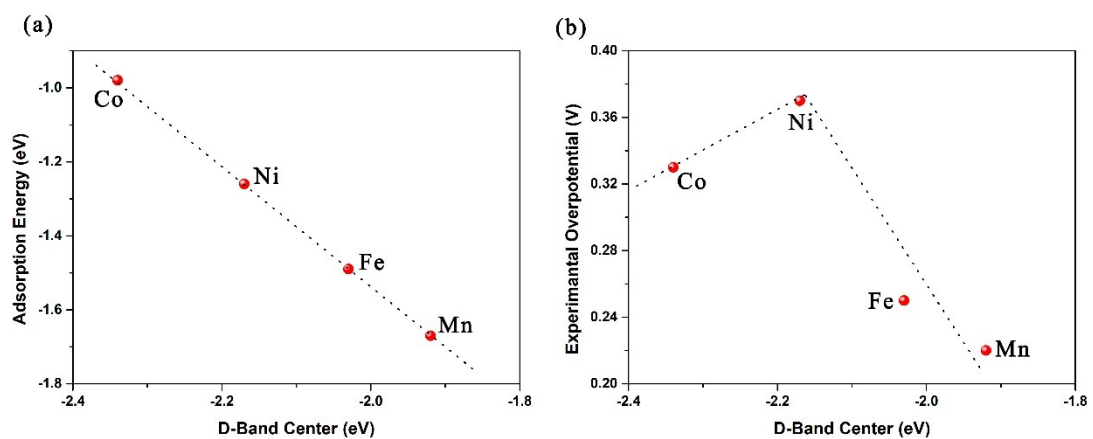 (a)
Adsorption Energy (eV)
-1.0
-1.2
-1.4
-1.6
-1.8
Co
Ni
Fe
Mn
-2.4 -2.2 -2.0 -1.8
D-Band Center (eV)
(b)
Experimantal Overpotential (V)
0.40
0.36
0.32
0.28
0.24
0.20
Ni
Co
Fe
Mn
-2.4 -2.2 -2.0 -1.8
D-Band Center (eV)